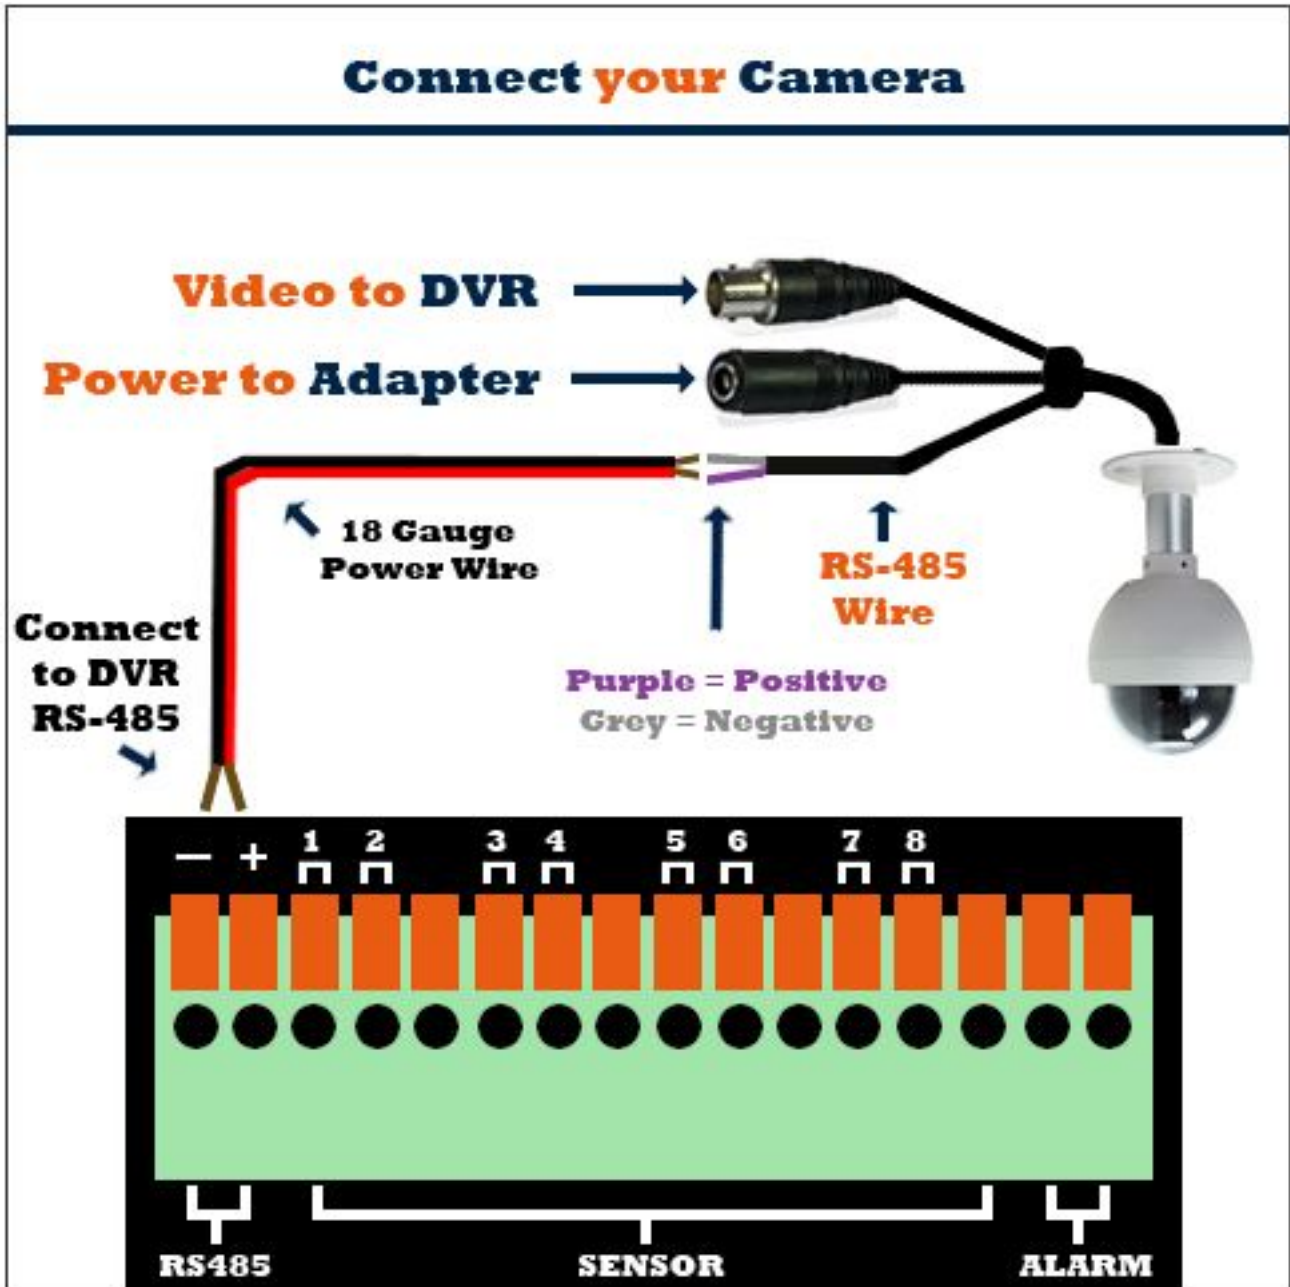 Connect your Camera
Video to DVR
Power to Adapter
18 Gauge
Power Wire
RS-485
Wire
Connect
to DVR
RS-485
Purple = Positive
Grey = Negative
— + 1 2 3 4 5 6 7 8
RS485 SENSOR ALARM